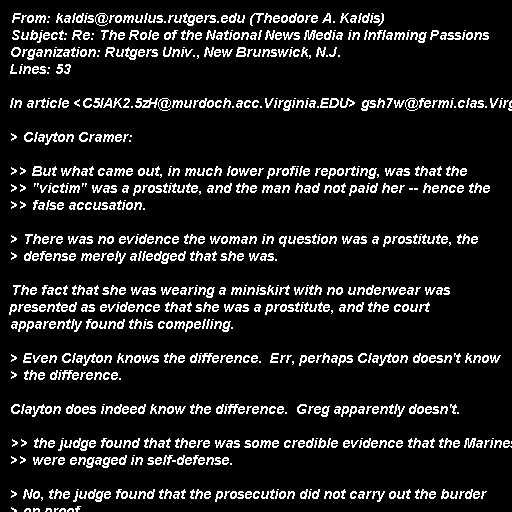 From: kaldis@romulus.rutgers.edu (Theodore A. Kaldis)
Subject: Re: The Role of the National News Media in Inflaming Passions
Organization: Rutgers Univ., New Brunswick, N.J.
Lines: 53
In article <C5lAK2.5zH@murdoch.acc.Virginia.EDU> gsh7w@fermi.clas.Virg
> Clayton Cramer:
>> But what came out, in much lower profile reporting, was that the
>> "victim" was a prostitute, and the man had not paid her -- hence the
>> false accusation.
> There was no evidence the woman in question was a prostitute, the
> defense merely alledged that she was.
The fact that she was wearing a miniskirt with no underwear was
presented as evidence that she was a prostitute, and the court
apparently found this compelling.
> Even Clayton knows the difference.  Err, perhaps Clayton doesn't know
> the difference.
Clayton does indeed know the difference.  Greg apparently doesn't.
>> the judge found that there was some credible evidence that the Marines
>> were engaged in self-defense.
> No, the judge found that the prosecution did not carry out the burder
> on proof